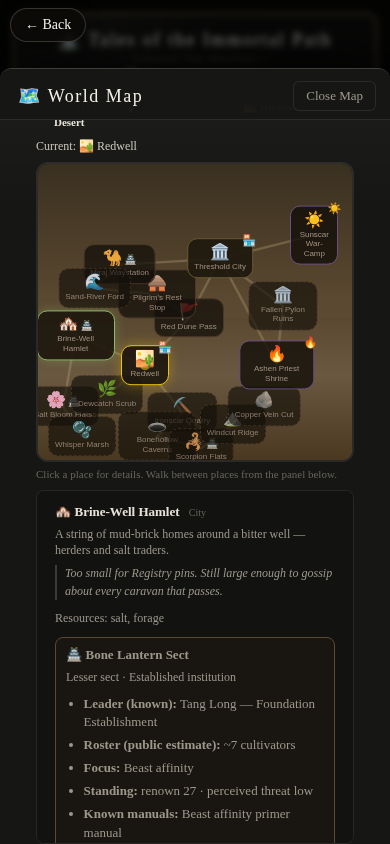 ← Back
Tales of the Immortal Path
World Map
Close Map
Desert
Current: Redwell
Sunscar
War-
Camp
Threshold City
Sand-River Ford
Pilgrim's Rest
Stop
Fallen Pylon
Ruins
Red Dune Pass
Brine-Well
Hamlet
Redwell
Ashen Priest
Shrine
Dewcatch Scrub
Copper Vein Cut
Whisper Marsh
Windcut Ridge
Cavern
Scorpion Flats
Click a place for details. Walk between places from the panel below.
Brine-Well Hamlet City
A string of mud-brick homes around a bitter well —
herders and salt traders.
Too small for Registry pins. Still large enough to gossip
about every caravan that passes.
Resources: salt, forage
Bone Lantern Sect
Lesser sect · Established institution
• Leader (known): Tang Long — Foundation
Establishment
• Roster (public estimate): ~7 cultivators
• Focus: Beast affinity
• Standing: renown 27 · perceived threat low
• Known manuals: Beast affinity primer
manual